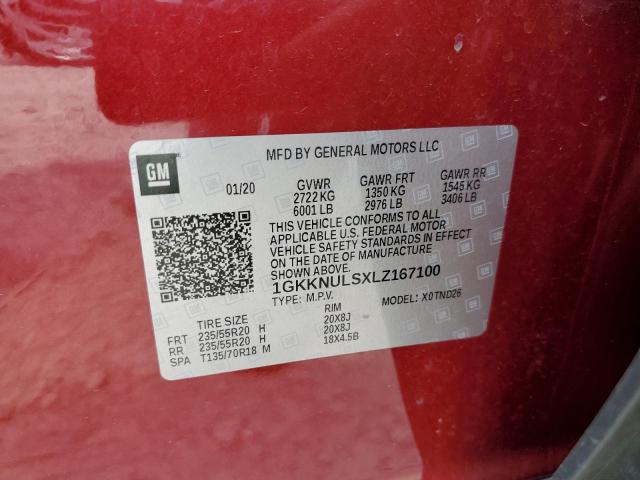 MFD BY GENERAL MOTORS LLC
GM
01/20 GVWR GAWR FRT GAWR RR
2722 KG 1350 KG 1545 KG
6001 LB 2976 LB 3406 LB
THIS VEHICLE CONFORMS TO ALL
APPLICABLE U.S. FEDERAL MOTOR
VEHICLE SAFETY STANDARDS IN EFFECT
ON THE DATE OF MANUFACTURE
SHOWN ABOVE.
1GKKNULSXLZ167100
TYPE: M.P.V. MODEL: X0TND26
TIRE SIZE RIM
FRT 235/55R20 H 20X8J
RR 235/55R20 H 20X8J
SPA T135/70R18 M 18X4.5B